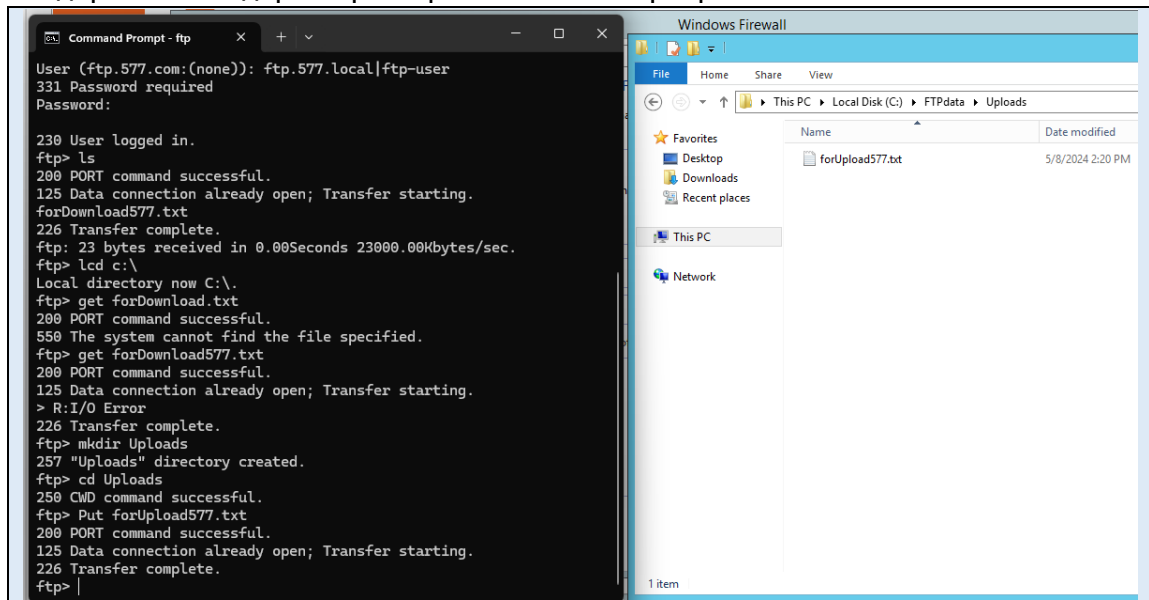 Command Prompt - ftp
User (ftp.577.com:(none)): ftp.577.local|ftp-user
331 Password required
Password:
230 User logged in.
ftp> ls
200 PORT command successful.
125 Data connection already open; Transfer starting.
forDownload577.txt
226 Transfer complete.
ftp: 23 bytes received in 0.00Seconds 23000.00Kbytes/sec.
ftp> lcd c:\
Local directory now C:\.
ftp> get forDownload.txt
200 PORT command successful.
550 The system cannot find the file specified.
ftp> get forDownload577.txt
200 PORT command successful.
125 Data connection already open; Transfer starting.
> R:I/O Error
226 Transfer complete.
ftp> mkdir Uploads
257 "Uploads" directory created.
ftp> cd Uploads
250 CWD command successful.
ftp> Put forUpload577.txt
200 PORT command successful.
125 Data connection already open; Transfer starting.
226 Transfer complete.
ftp>
Windows Firewall
File Home Share View
This PC Local Disk (C:) FTPdata Uploads
Name Date modified
forUpload577.txt 5/8/2024 2:20 PM
Favorites
Desktop
Downloads
Recent places
This PC
Network
1 item